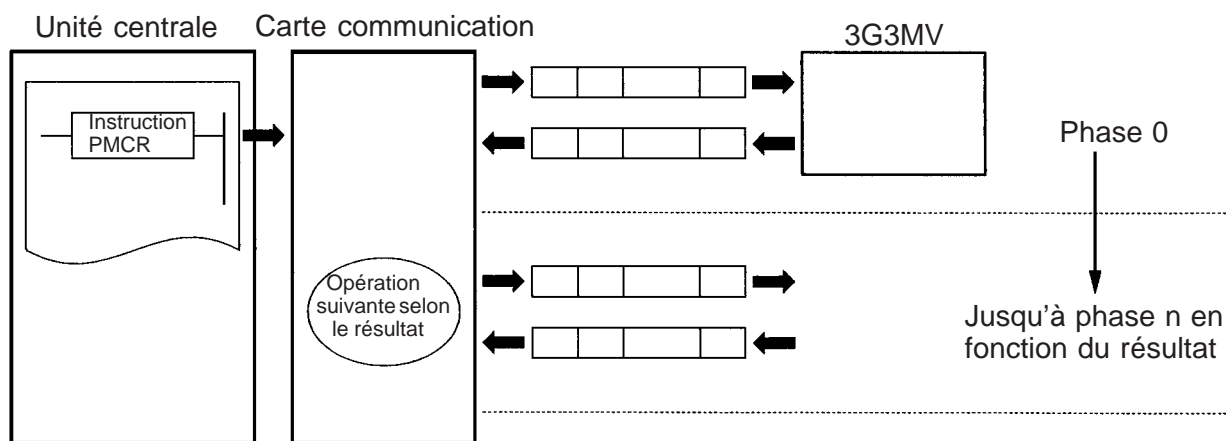 Unité centrale
Carte communication
3G3MV
Instruction
PMCR
Phase 0
Opération
suivante selon
le résultat
Jusqu'à phase n en
fonction du résultat